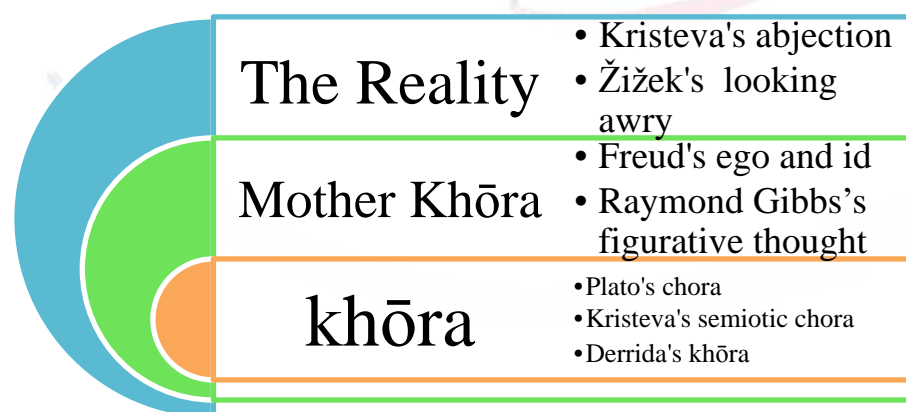 The Reality
• Kristeva's abjection
• Žižek's looking
awry
Mother Khōra
• Freud's ego and id
• Raymond Gibbs’s
figurative thought
khōra
•Plato's chora
•Kristeva's semiotic chora
•Derrida's khōra